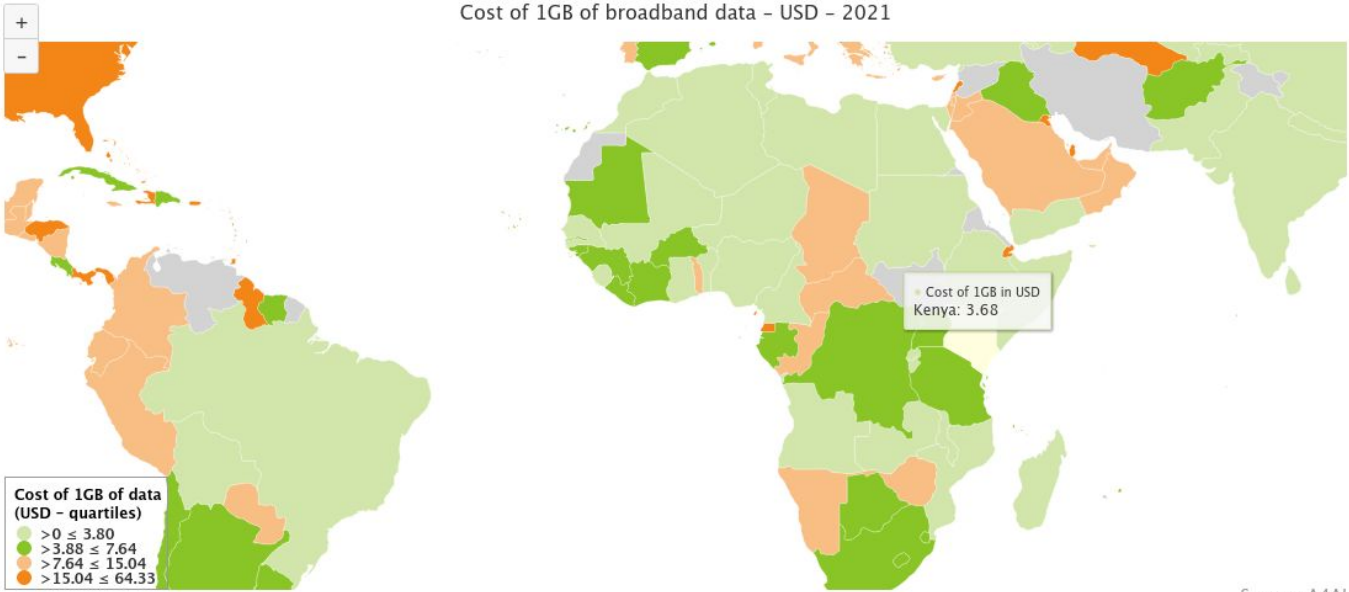 Cost of 1GB of broadband data – USD – 2021
+
–
Cost of 1GB in USD
Kenya: 3.68
Cost of 1GB of data
(USD – quartiles)
>0 ≤ 3.80
>3.88 ≤ 7.64
>7.64 ≤ 15.04
>15.04 ≤ 64.33